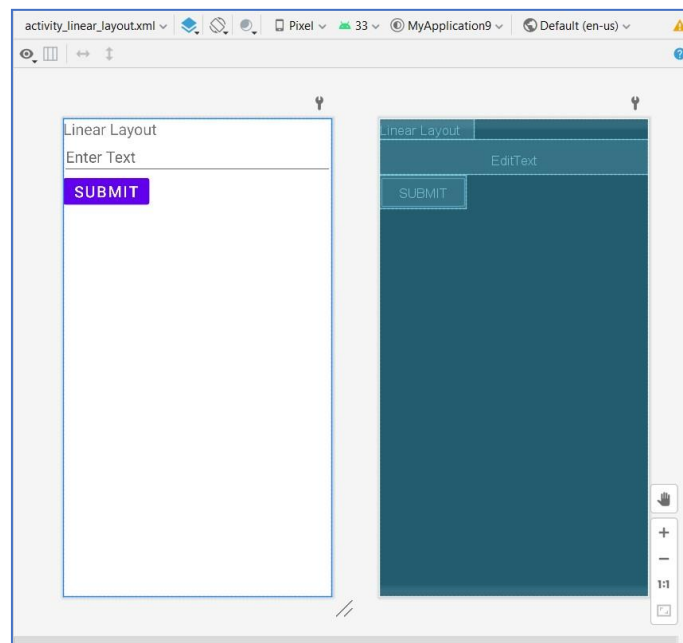 activity_linear_layout.xml Pixel 33 MyApplication9 Default (en-us)
Linear Layout
Enter Text
SUBMIT
Linear Layout
EditText
SUBMIT
1:1